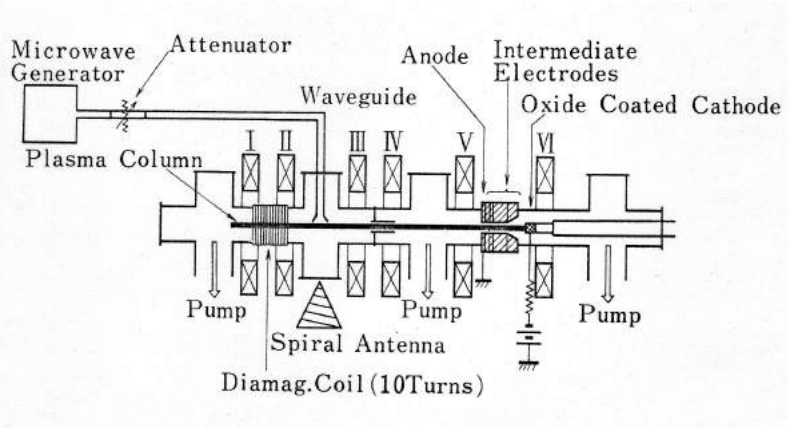 Microwave
Generator
Attenuator
Waveguide
Anode
Intermediate
Electrodes
Oxide Coated Cathode
Plasma Column
I
II
III
IV
V
VI
Pump
Pump
Pump
Spiral Antenna
Diamag.Coil (10Turns)